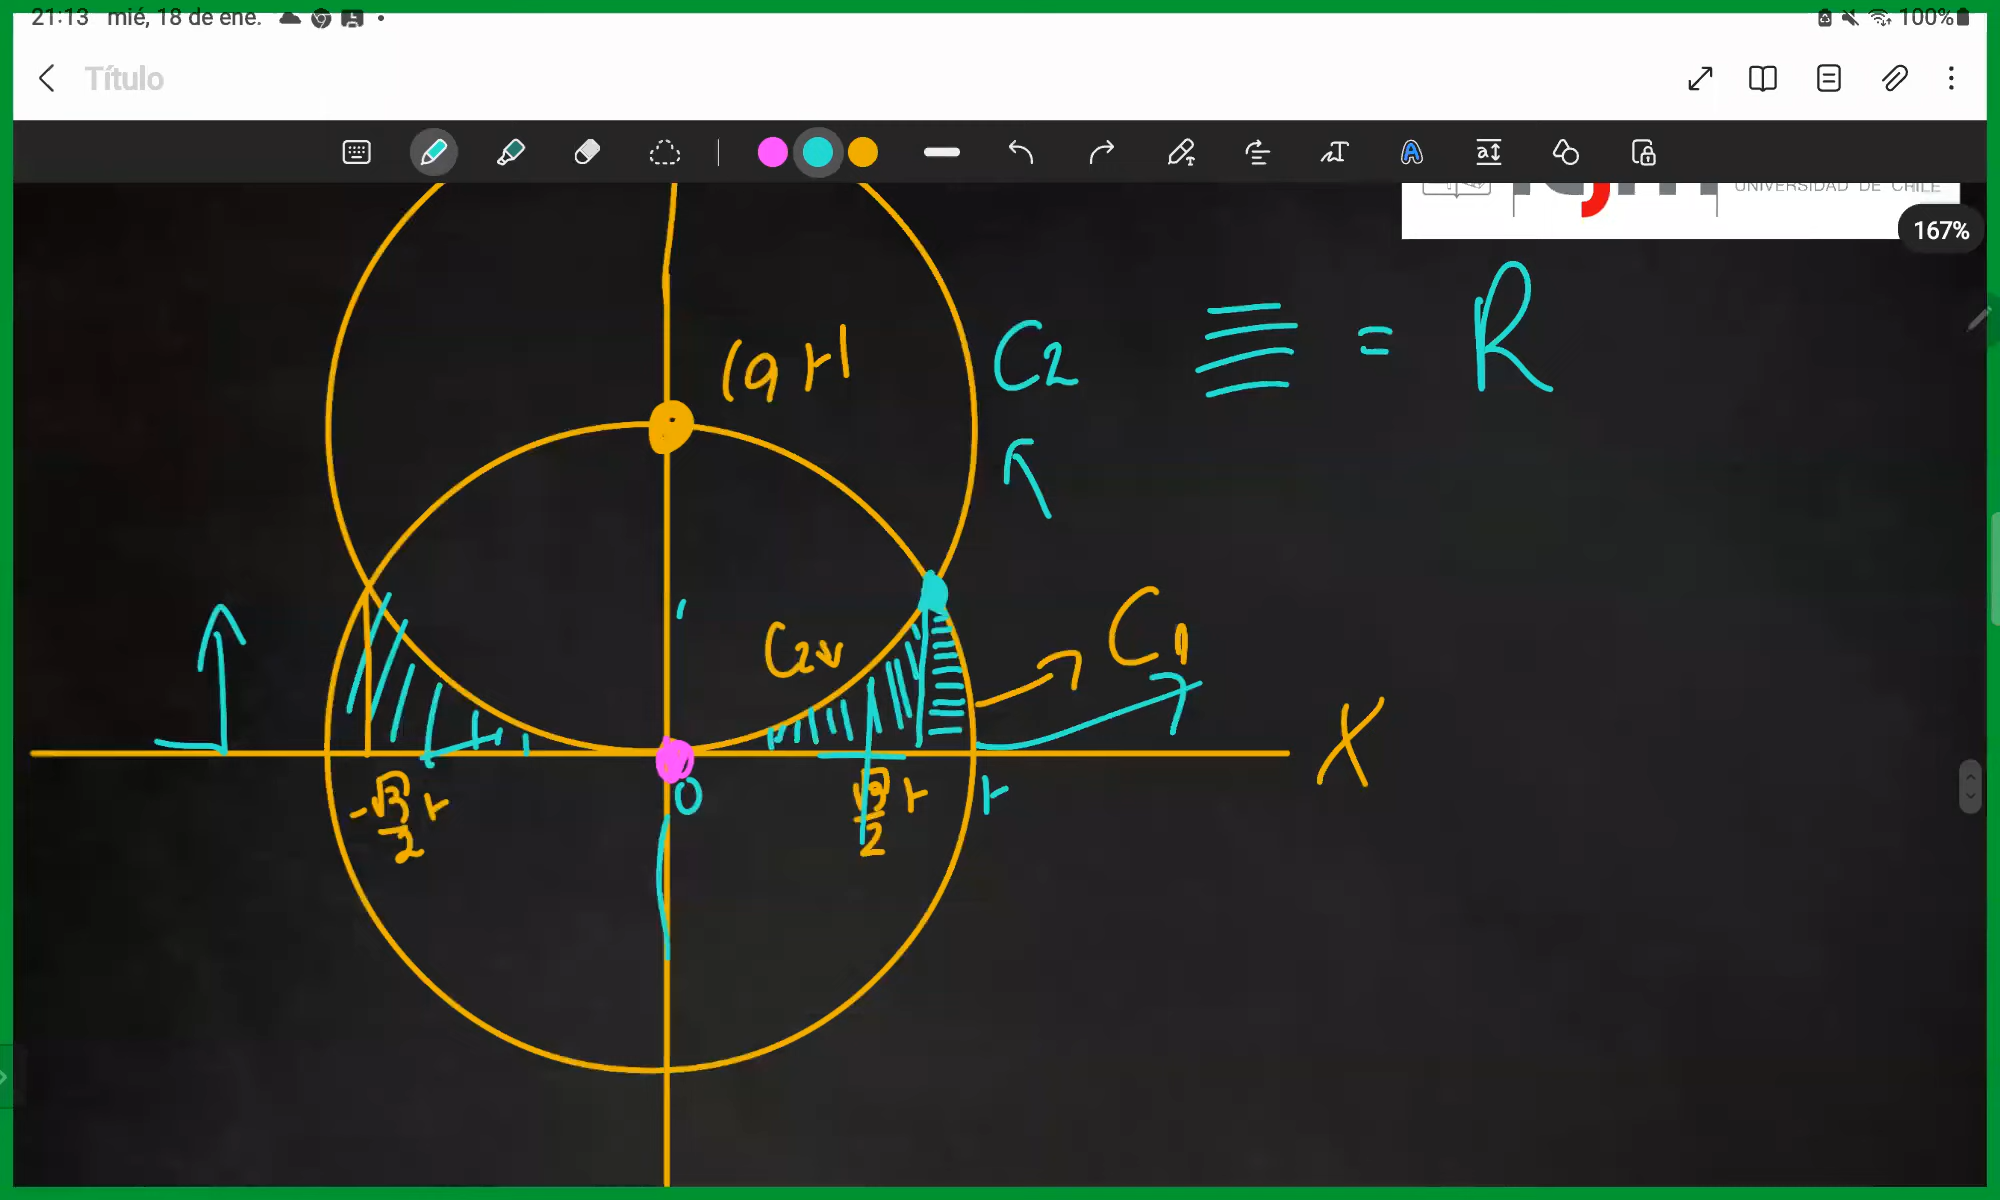 21:13 mié, 18 de ene. 100%
Título
UNIVERSIDAD DE CHILE
167%
(0, r)
C2
= R
C2v
C1
X
-√3/2 r
0
√3/2 r
r